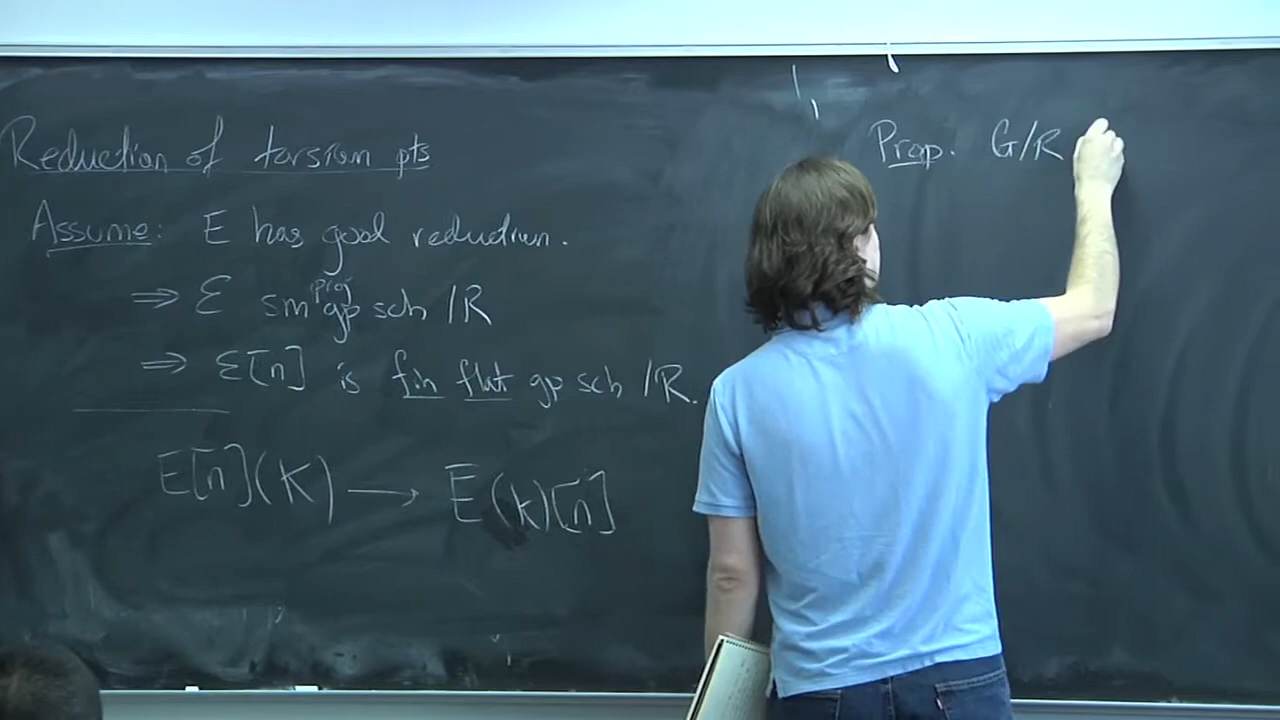 Reduction of torsion pts
Assume: E has good reduction.
⇒ ℰ sm proj gp sch /R
⇒ ℰ[n] is fin flat gp sch /R.
E[n](K) → E(k)[n]
Prop. G/R